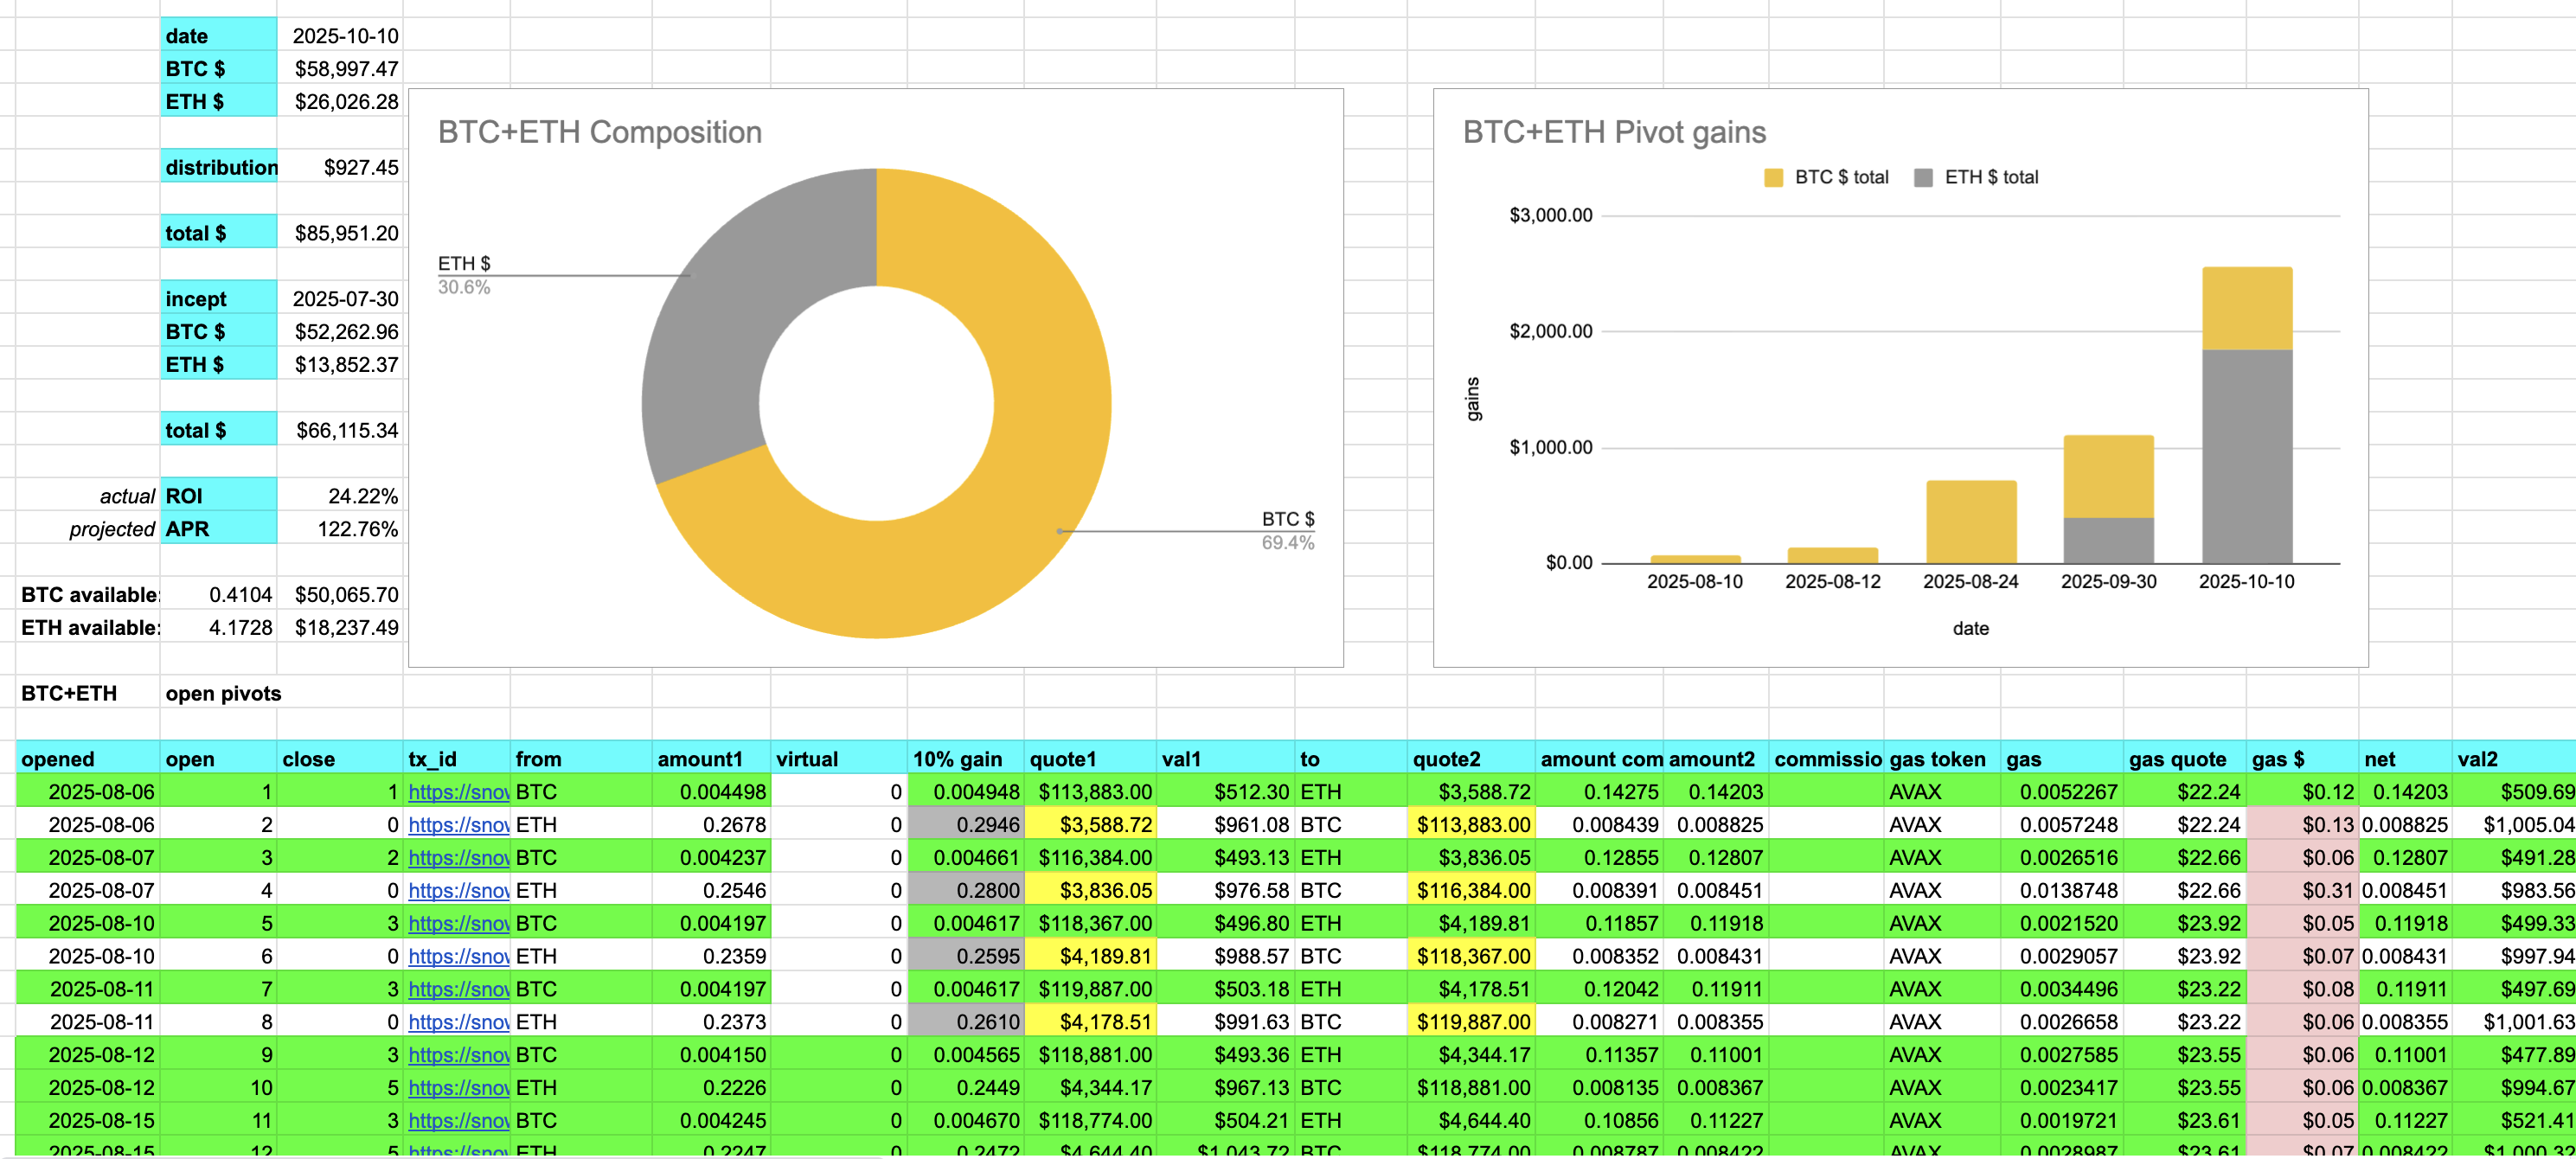 date 2025-10-10
BTC $ $58,997.47
ETH $ $26,026.28
distribution $927.45
total $ $85,951.20
incept 2025-07-30
BTC $ $52,262.96
ETH $ $13,852.37
total $ $66,115.34
actual ROI 24.22%
projected APR 122.76%
BTC available: 0.4104 $50,065.70
ETH available: 4.1728 $18,237.49
BTC+ETH Composition
ETH $
30.6%
BTC $
69.4%
BTC+ETH Pivot gains
BTC $ total ETH $ total
$3,000.00
$2,000.00
$1,000.00
$0.00
gains
2025-08-10 2025-08-12 2025-08-24 2025-09-30 2025-10-10
date
BTC+ETH open pivots
opened open close tx_id from amount1 virtual 10% gain quote1 val1 to quote2 amount com amount2 commissio gas token gas gas quote gas $ net val2
2025-08-06 1 1 https://snov BTC 0.004498 0 0.004948 $113,883.00 $512.30 ETH $3,588.72 0.14275 0.14203 AVAX 0.0052267 $22.24 $0.12 0.14203 $509.69
2025-08-06 2 0 https://snov ETH 0.2678 0 0.2946 $3,588.72 $961.08 BTC $113,883.00 0.008439 0.008825 AVAX 0.0057248 $22.24 $0.13 0.008825 $1,005.04
2025-08-07 3 2 https://snov BTC 0.004237 0 0.004661 $116,384.00 $493.13 ETH $3,836.05 0.12855 0.12807 AVAX 0.0026516 $22.66 $0.06 0.12807 $491.28
2025-08-07 4 0 https://snov ETH 0.2546 0 0.2800 $3,836.05 $976.58 BTC $116,384.00 0.008391 0.008451 AVAX 0.0138748 $22.66 $0.31 0.008451 $983.56
2025-08-10 5 3 https://snov BTC 0.004197 0 0.004617 $118,367.00 $496.80 ETH $4,189.81 0.11857 0.11918 AVAX 0.0021520 $23.92 $0.05 0.11918 $499.33
2025-08-10 6 0 https://snov ETH 0.2359 0 0.2595 $4,189.81 $988.57 BTC $118,367.00 0.008352 0.008431 AVAX 0.0029057 $23.92 $0.07 0.008431 $997.94
2025-08-11 7 3 https://snov BTC 0.004197 0 0.004617 $119,887.00 $503.18 ETH $4,178.51 0.12042 0.11911 AVAX 0.0034496 $23.22 $0.08 0.11911 $497.69
2025-08-11 8 0 https://snov ETH 0.2373 0 0.2610 $4,178.51 $991.63 BTC $119,887.00 0.008271 0.008355 AVAX 0.0026658 $23.22 $0.06 0.008355 $1,001.63
2025-08-12 9 3 https://snov BTC 0.004150 0 0.004565 $118,881.00 $493.36 ETH $4,344.17 0.11357 0.11001 AVAX 0.0027585 $23.55 $0.06 0.11001 $477.89
2025-08-12 10 5 https://snov ETH 0.2226 0 0.2449 $4,344.17 $967.13 BTC $118,881.00 0.008135 0.008367 AVAX 0.0023417 $23.55 $0.06 0.008367 $994.67
2025-08-15 11 3 https://snov BTC 0.004245 0 0.004670 $118,774.00 $504.21 ETH $4,644.40 0.10856 0.11227 AVAX 0.0019721 $23.61 $0.05 0.11227 $521.41
2025-08-15 12 5 https://snov ETH 0.2247 0 0.2472 $4,644.40 $1,043.72 BTC $118,774.00 0.008787 0.008422 AVAX 0.0028987 $23.61 $0.07 0.008422